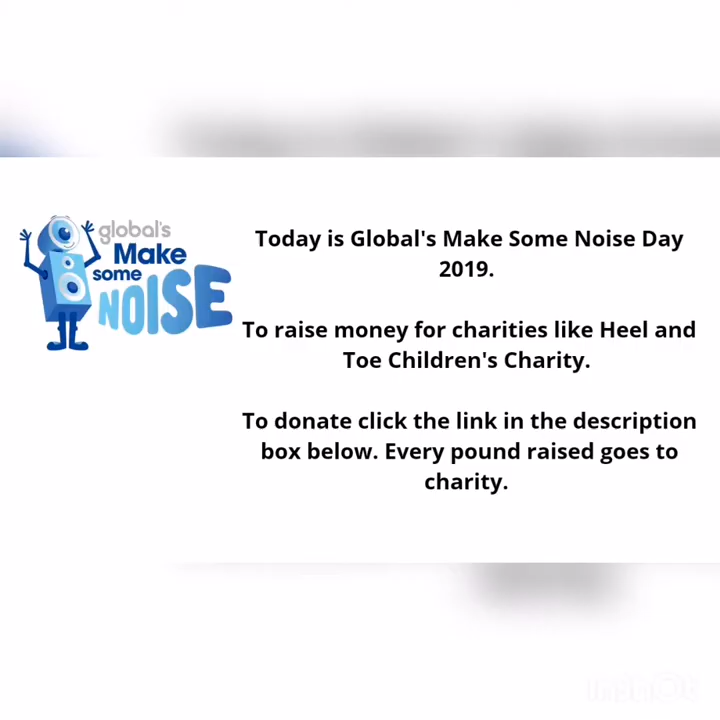 global's
Make
some
NOISE
Today is Global's Make Some Noise Day
2019.
To raise money for charities like Heel and
Toe Children's Charity.
To donate click the link in the description
box below. Every pound raised goes to
charity.